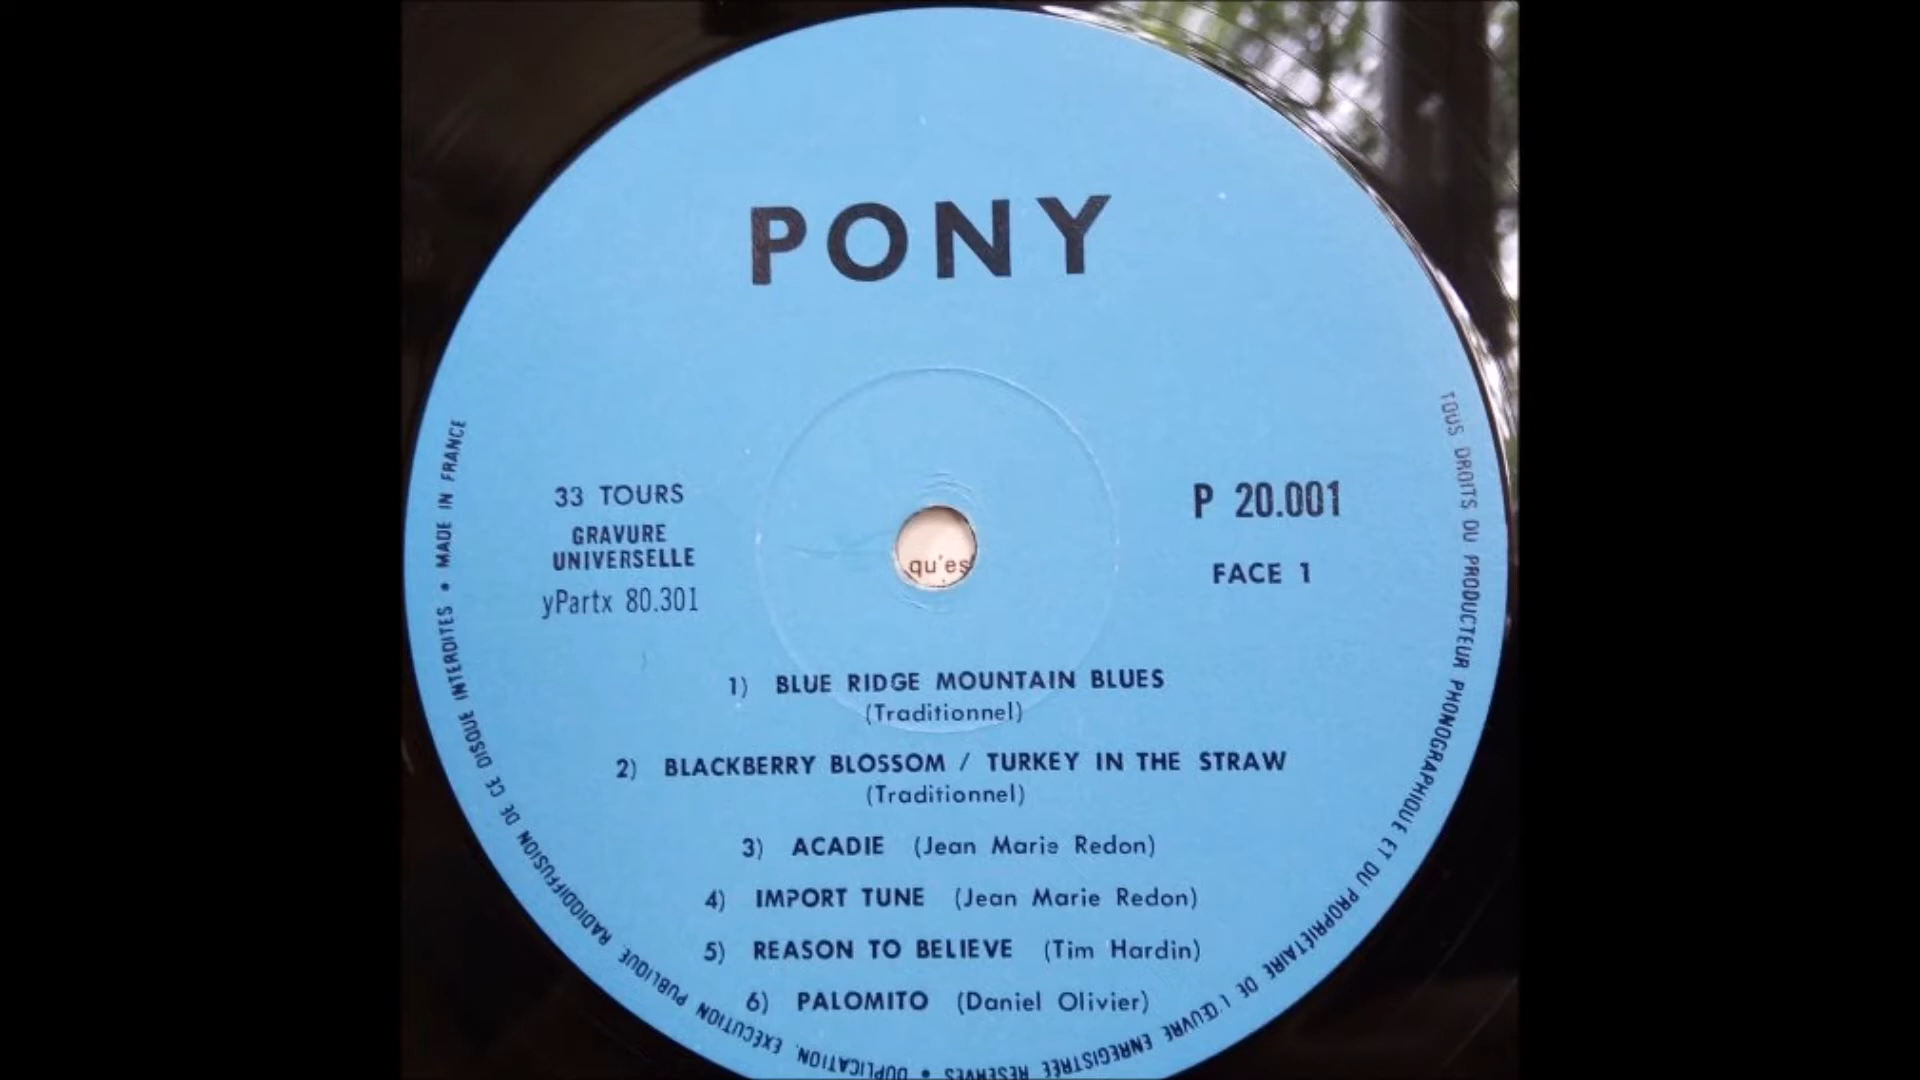 PONY
33 TOURS
GRAVURE
UNIVERSELLE
yPartx 80.301
qu'es
P 20.001
FACE 1
1) BLUE RIDGE MOUNTAIN BLUES
(Traditionnel)
2) BLACKBERRY BLOSSOM / TURKEY IN THE STRAW
(Traditionnel)
3) ACADIE (Jean Marie Redon)
4) IMPORT TUNE (Jean Marie Redon)
5) REASON TO BELIEVE (Tim Hardin)
6) PALOMITO (Daniel Olivier)
TOUS DROITS DU PRODUCTEUR PHONOGRAPHIQUE ET DU PROPRIÉTAIRE DE L'ŒUVRE ENREGISTRÉE RÉSERVÉS • DUPLICATION, EXÉCUTION PUBLIQUE, RADIODIFFUSION DE CE DISQUE INTERDITES • MADE IN FRANCE